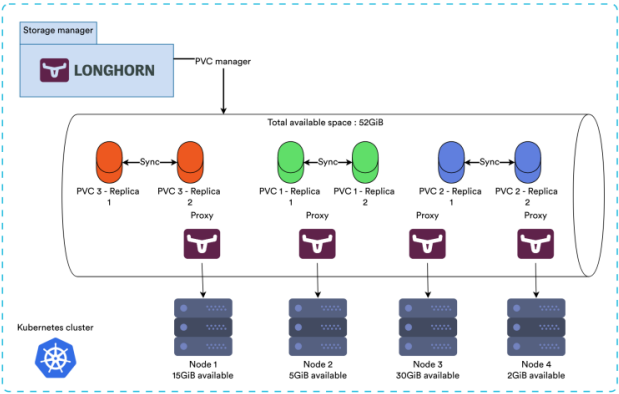 Storage manager
LONGHORN
PVC manager
Total available space : 52GiB
Sync
Sync
Sync
PVC 3 - Replica
1
PVC 3 - Replica
2
PVC 1 - Replica
1
PVC 1 - Replica
2
PVC 2 - Replica
1
PVC 2 - Replica
2
Proxy
Proxy
Proxy
Proxy
Kubernetes cluster
Node 1
15GiB available
Node 2
5GiB available
Node 3
30GiB available
Node 4
2GiB available